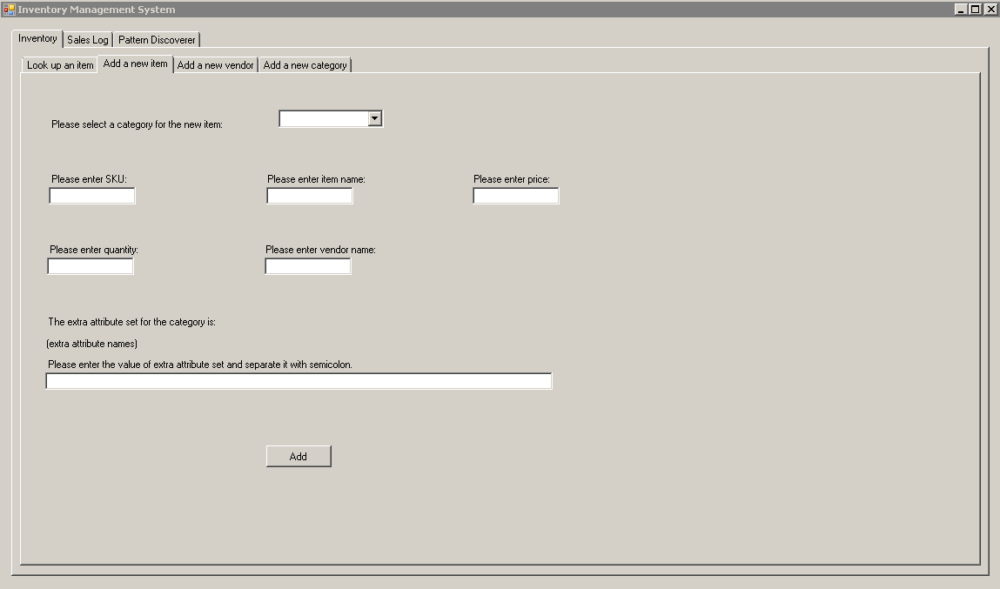 Inventory Management System
Inventory Sales Log Pattern Discoverer
Look up an item Add a new item Add a new vendor Add a new category
Please select a category for the new item:
Please enter SKU: Please enter item name: Please enter price:
Please enter quantity: Please enter vendor name:
The extra attribute set for the category is:
(extra attribute names)
Please enter the value of extra attribute set and separate it with semicolon.
Add